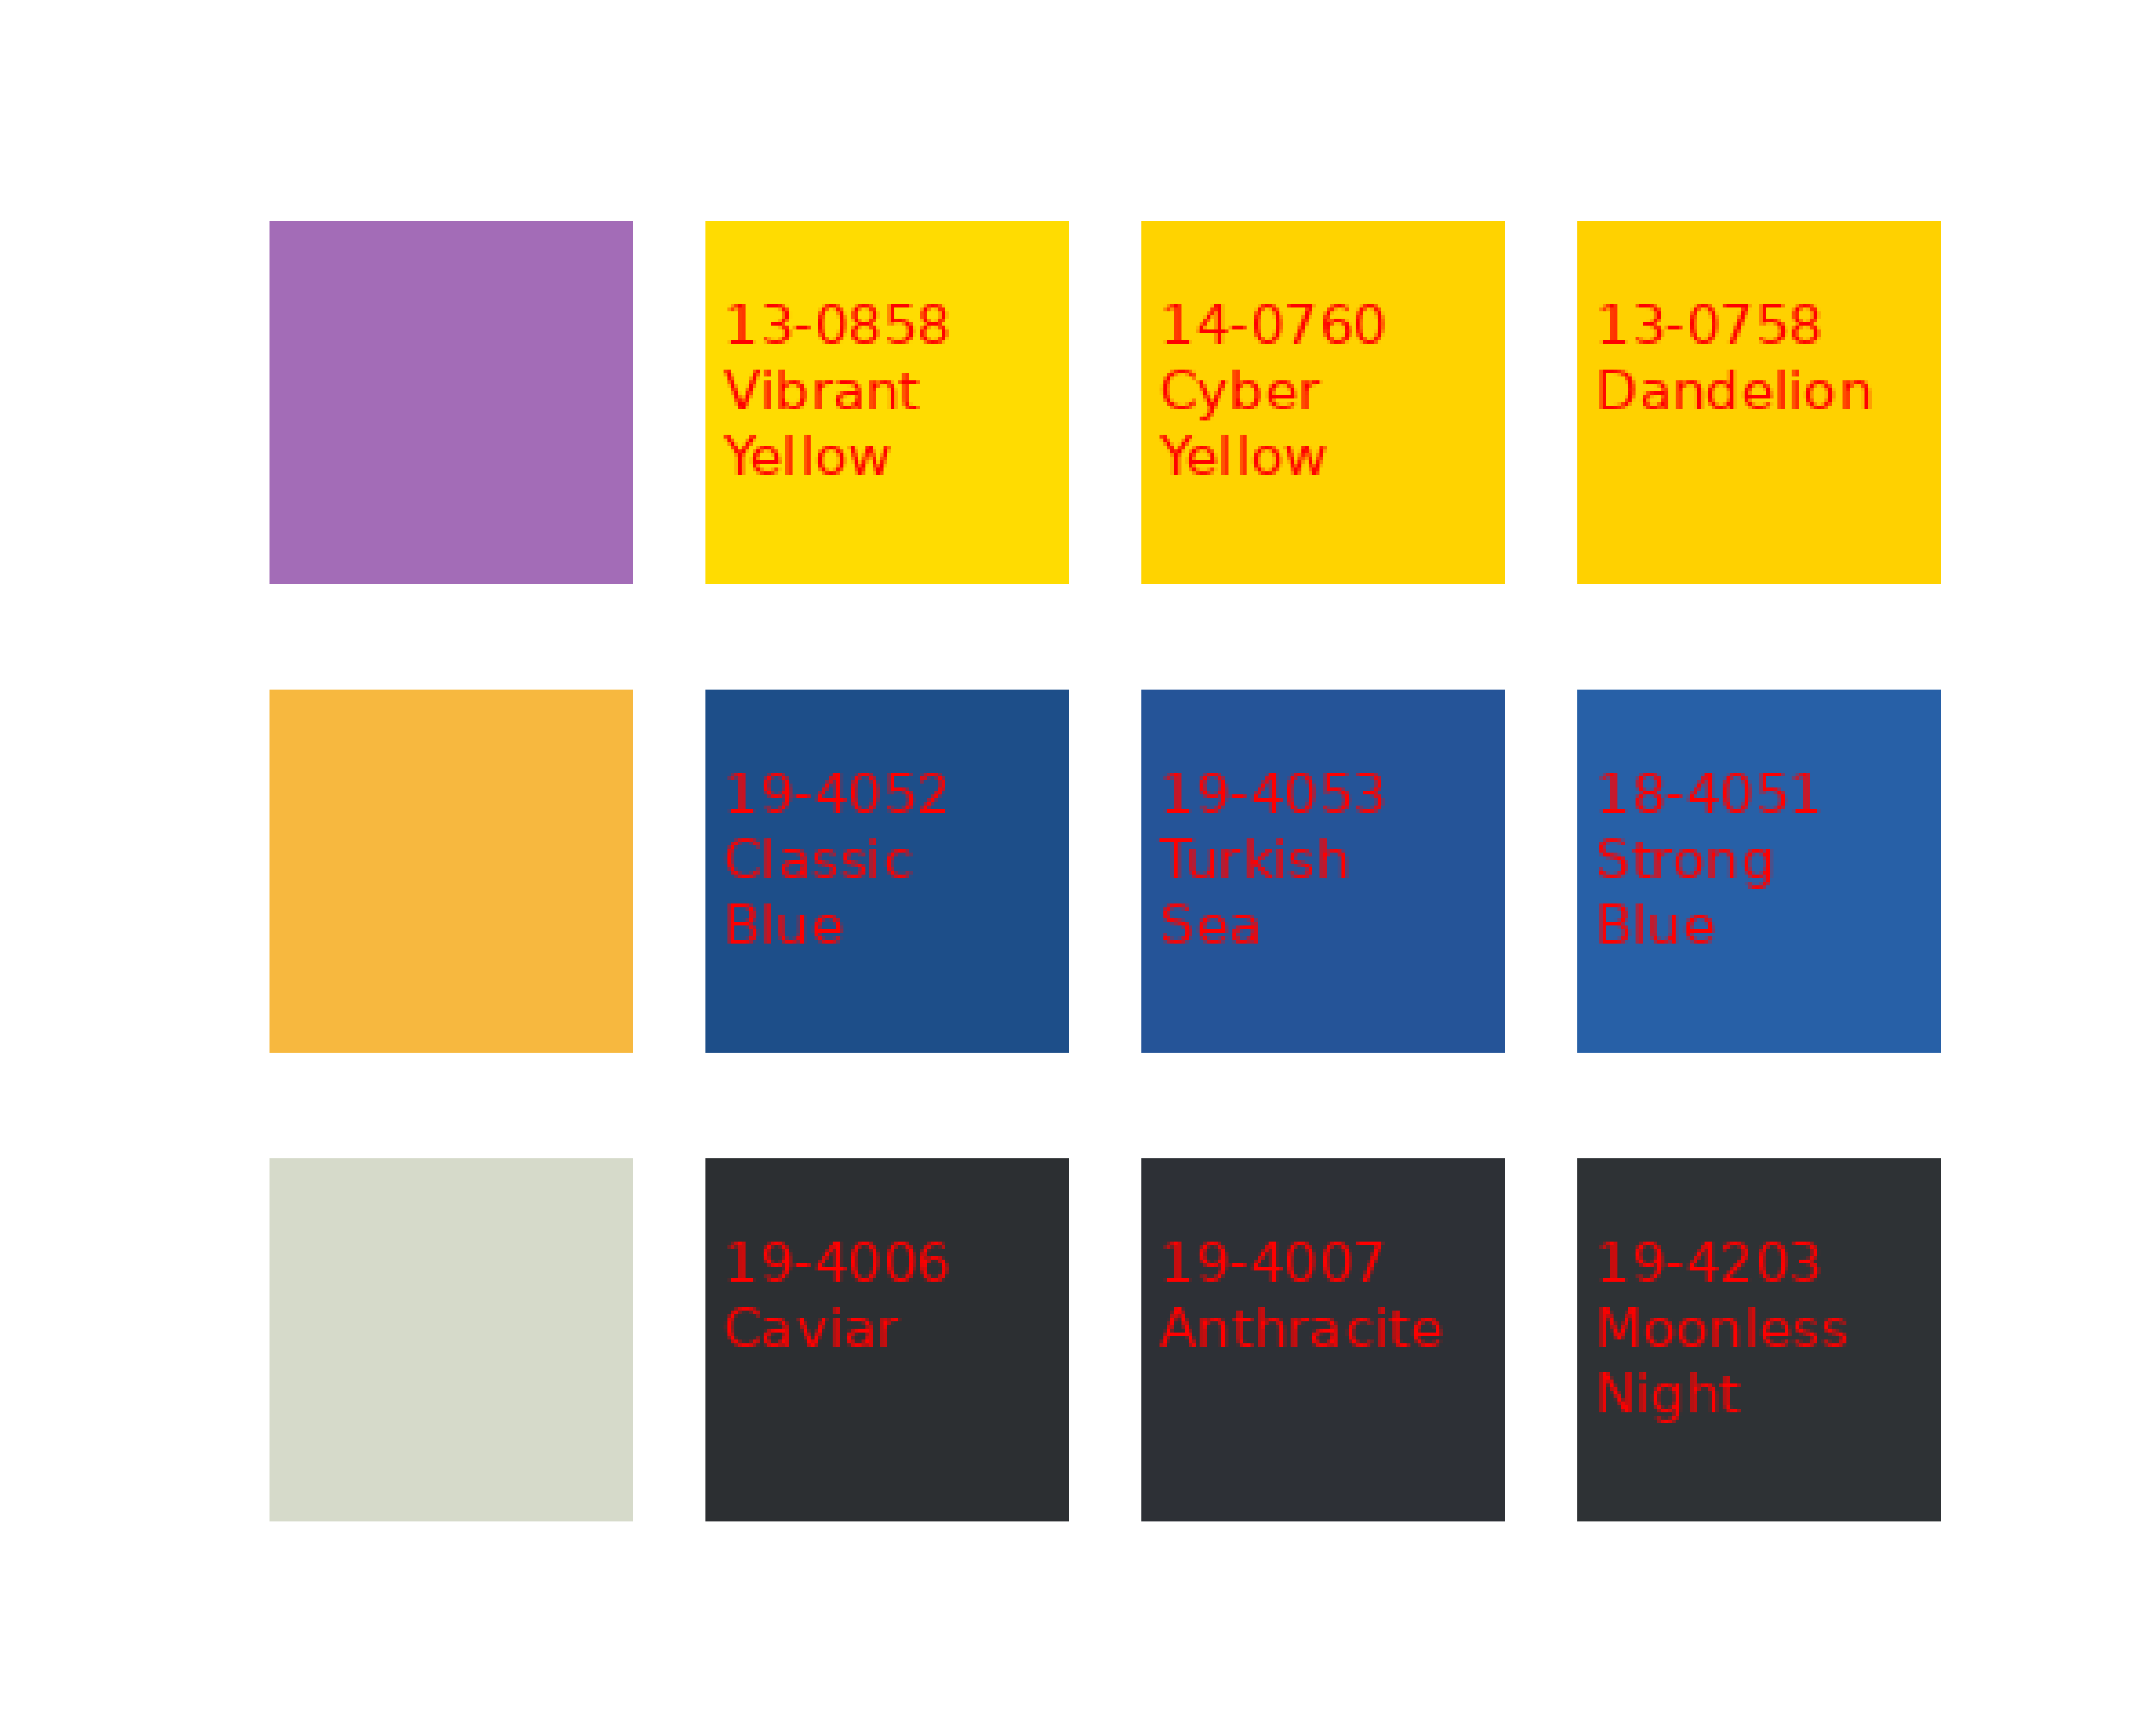 13-0858
Vibrant
Yellow
14-0760
Cyber
Yellow
13-0758
Dandelion
19-4052
Classic
Blue
19-4053
Turkish
Sea
18-4051
Strong
Blue
19-4006
Caviar
19-4007
Anthracite
19-4203
Moonless
Night